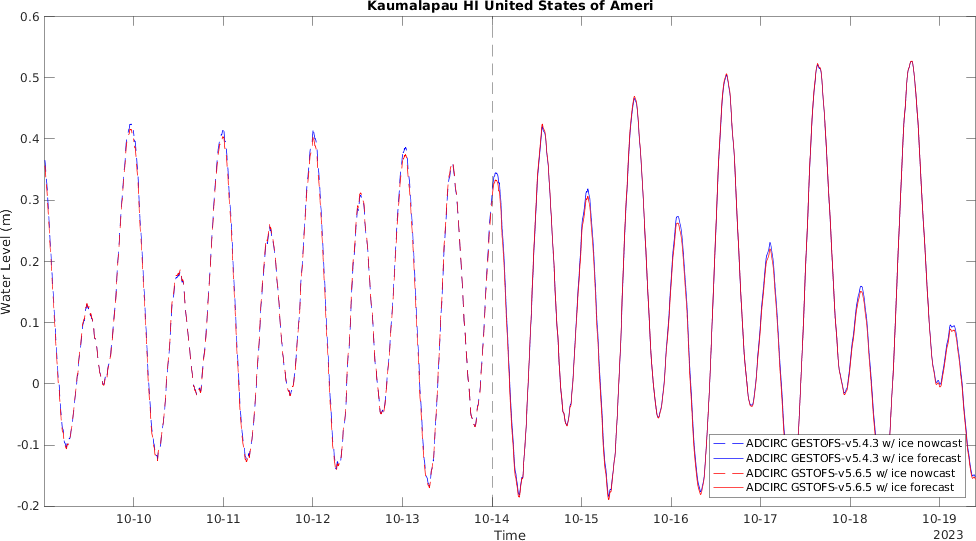 Kaumalapau HI United States of Ameri
0.6
0.5
0.4
0.3
0.2
0.1
0
-0.1
-0.2
Water Level (m)
10-10 10-11 10-12 10-13 10-14 10-15 10-16 10-17 10-18 10-19
2023
Time
ADCIRC GESTOFS-v5.4.3 w/ ice nowcast
ADCIRC GESTOFS-v5.4.3 w/ ice forecast
ADCIRC GSTOFS-v5.6.5 w/ ice nowcast
ADCIRC GSTOFS-v5.6.5 w/ ice forecast